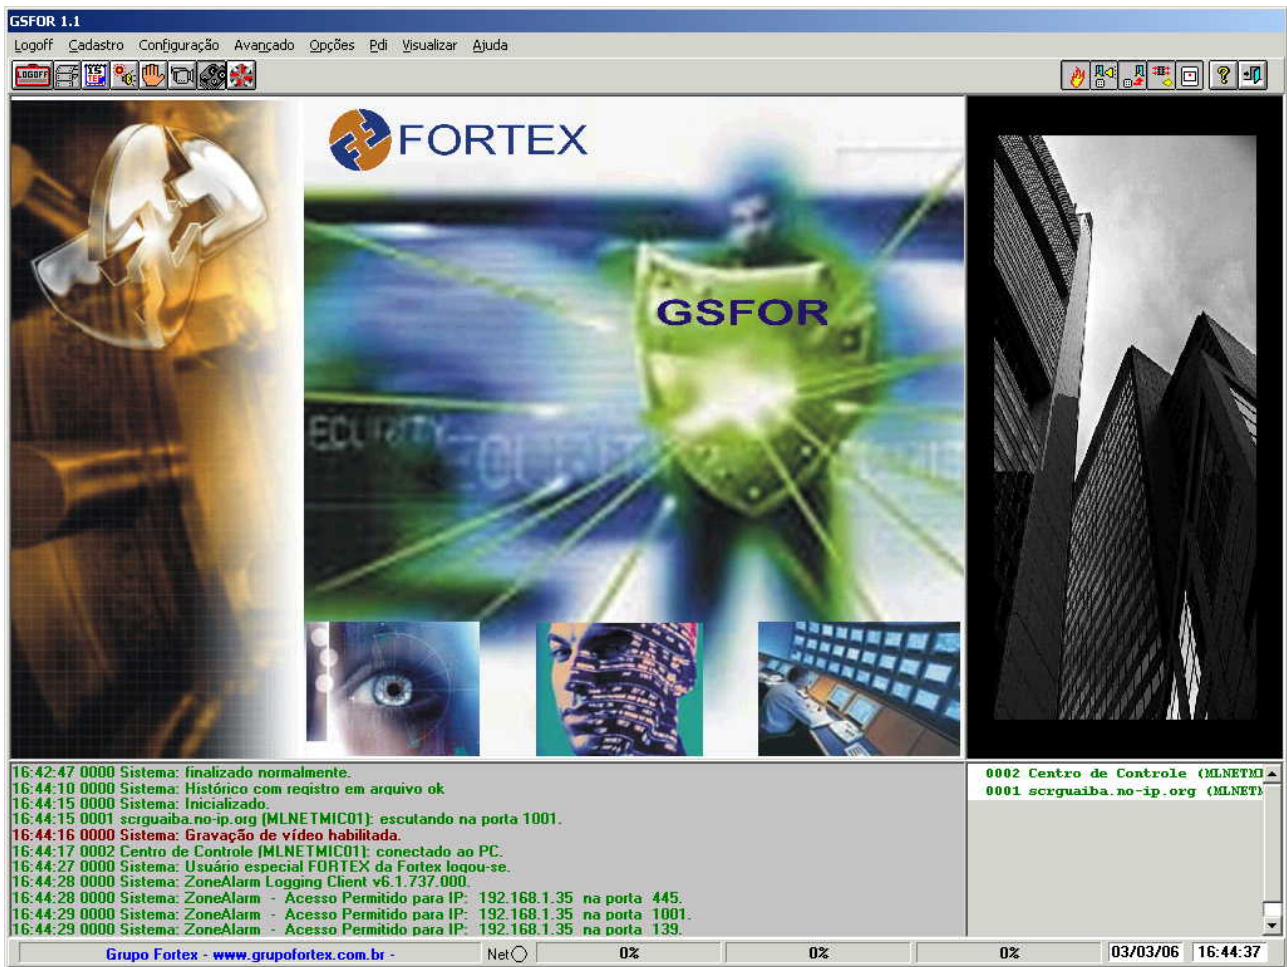 GSFOR 1.1
Logoff Cadastro Configuração Avançado Opções Pdi Visualizar Ajuda
LOGOFF
FORTEX
GSFOR
ECURITY
16:42:47 0000 Sistema: finalizado normalmente.
16:44:10 0000 Sistema: Histórico com registro em arquivo ok
16:44:15 0000 Sistema: Inicializado.
16:44:15 0001 scrguaiba.no-ip.org (MLNETMIC01): escutando na porta 1001.
16:44:16 0000 Sistema: Gravação de vídeo habilitada.
16:44:17 0002 Centro de Controle (MLNETMIC01): conectado ao PC.
16:44:27 0000 Sistema: Usuário especial FORTEX da Fortex logou-se.
16:44:28 0000 Sistema: ZoneAlarm Logging Client v6.1.737.000.
16:44:28 0000 Sistema: ZoneAlarm - Acesso Permitido para IP: 192.168.1.35 na porta 445.
16:44:29 0000 Sistema: ZoneAlarm - Acesso Permitido para IP: 192.168.1.35 na porta 1001.
16:44:29 0000 Sistema: ZoneAlarm - Acesso Permitido para IP: 192.168.1.35 na porta 139.
0002 Centro de Controle (MLNETMI
0001 scrguaiba.no-ip.org (MLNETM
Grupo Fortex - www.grupofortex.com.br - Net 0% 0% 0% 03/03/06 16:44:37